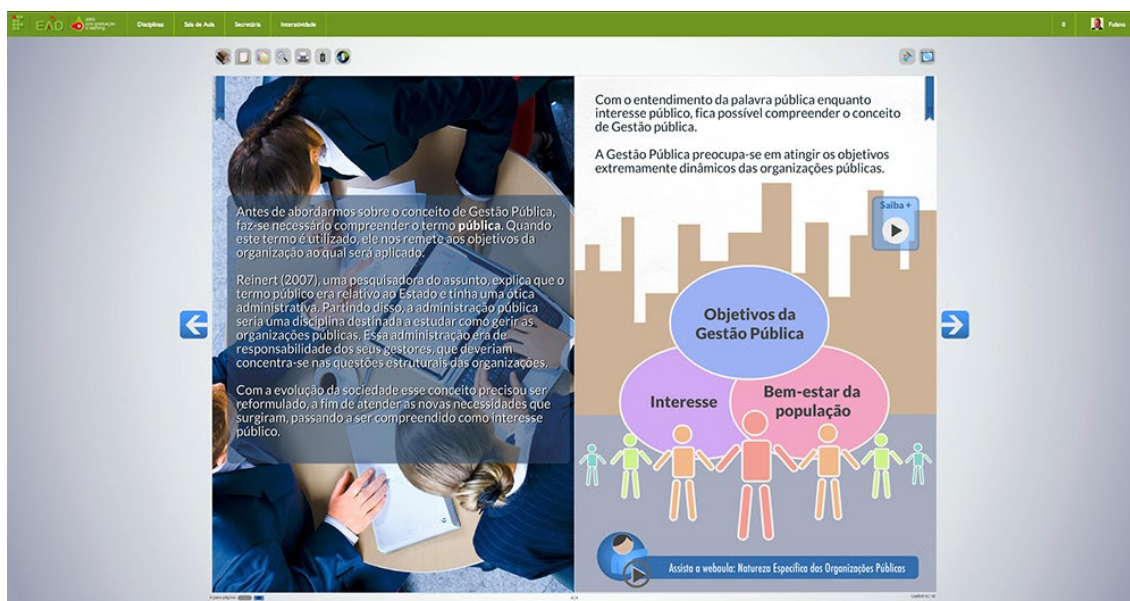 EAD
Disciplinas
Sala de Aula
Secretária
Interatividade
0
Fulano
Antes de abordarmos sobre o conceito de Gestão Pública,
faz-se necessário compreender o termo pública. Quando
este termo é utilizado, ele nos remete aos objetivos da
organização ao qual será aplicado.
Reinert (2007), uma pesquisadora do assunto, explica que o
termo público era relativo ao Estado e tinha uma ótica
administrativa. Partindo disso, a administração pública
seria uma disciplina destinada a estudar como gerir as
organizações públicas. Essa administração era de
responsabilidade dos seus gestores, que deveriam
concentra-se nas questões estruturais das organizações.
Com a evolução da sociedade esse conceito precisou ser
reformulado, a fim de atender as novas necessidades que
surgiram, passando a ser compreendido como interesse
público.
Com o entendimento da palavra pública enquanto
interesse público, fica possível compreender o conceito
de Gestão pública.
A Gestão Pública preocupa-se em atingir os objetivos
extremamente dinâmicos das organizações públicas.
Saiba +
Objetivos da
Gestão Pública
Interesse
Bem-estar da
população
Assista a webaula: Natureza Específica das Organizações Públicas